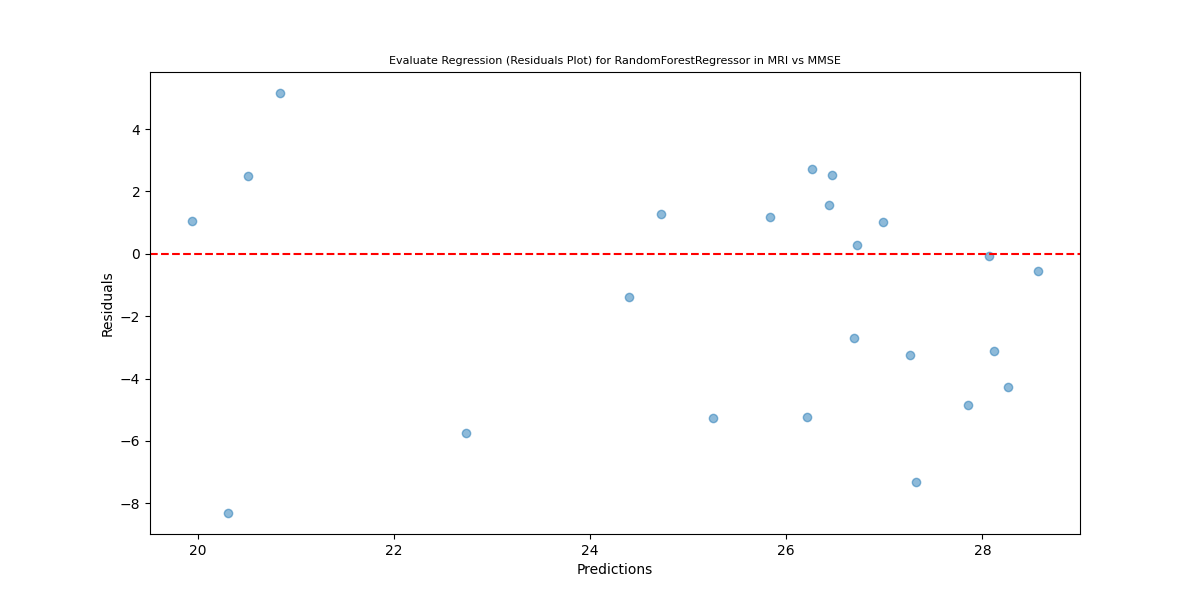 Evaluate Regression (Residuals Plot) for RandomForestRegressor in MRI vs MMSE
4
2
0
−2
−4
−6
−8
Residuals
20 22 24 26 28
Predictions